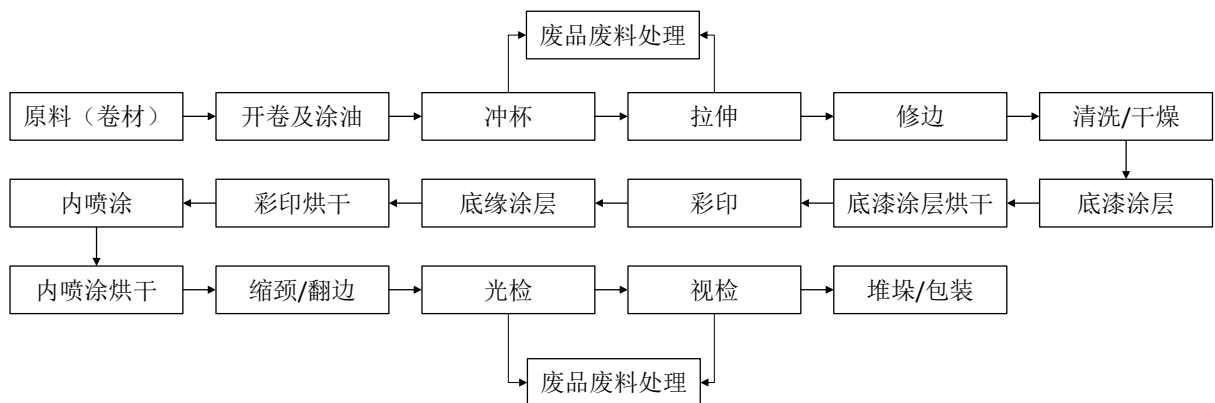 废品废料处理
原料（卷材）
开卷及涂油
冲杯
拉伸
修边
清洗/干燥
内喷涂
彩印烘干
底缘涂层
彩印
底漆涂层烘干
底漆涂层
内喷涂烘干
缩颈/翻边
光检
视检
堆垛/包装
废品废料处理